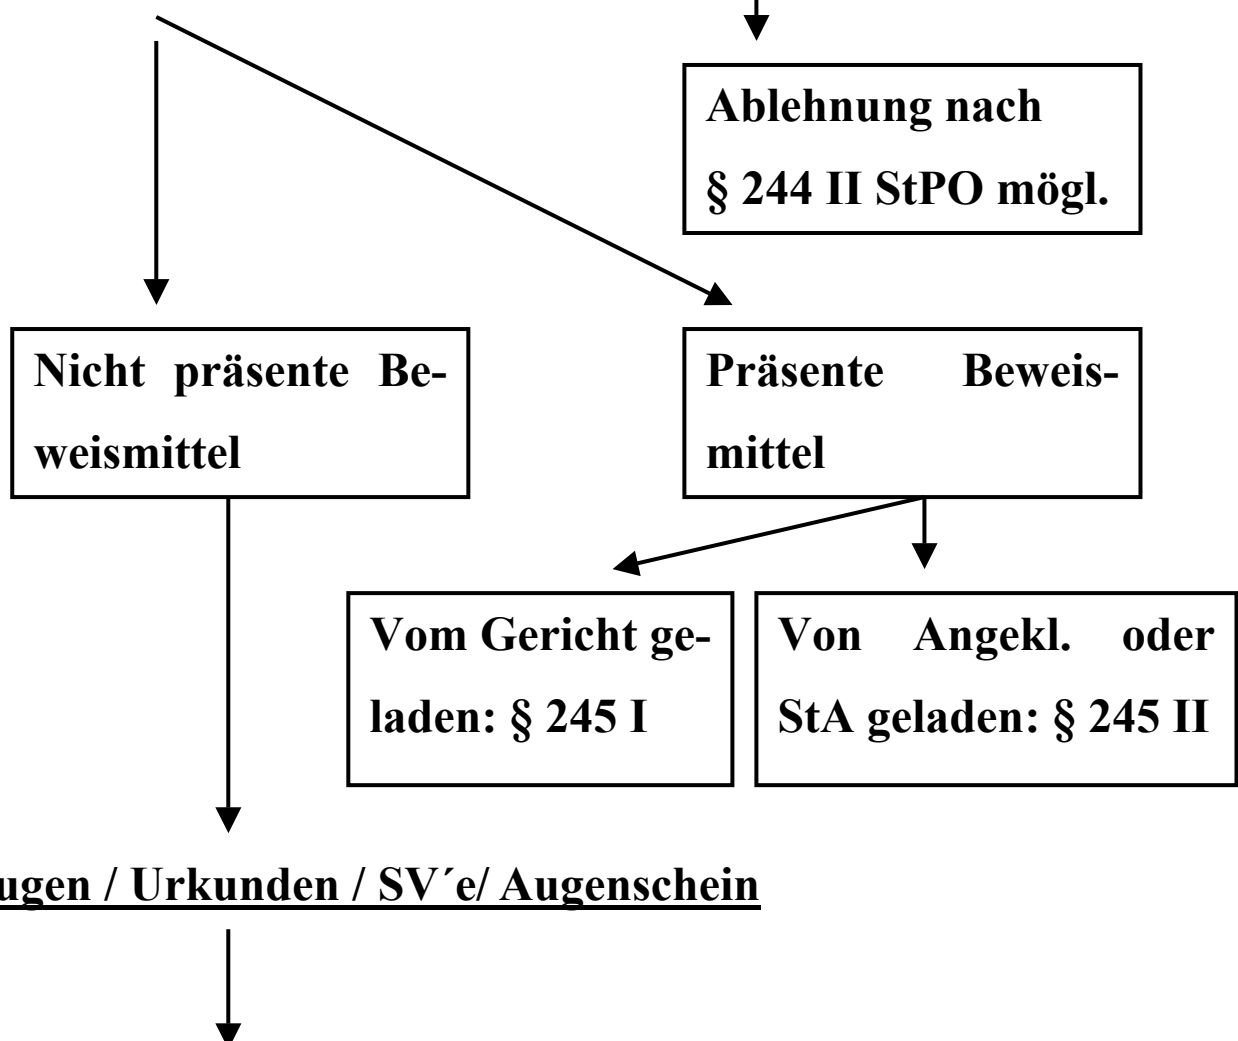 Ablehnung nach
§ 244 II StPO mögl.
Nicht präsente Be-
weismittel
Präsente Beweis-
mittel
Vom Gericht ge-
laden: § 245 I
Von Angekl. oder
StA geladen: § 245 II
ugen / Urkunden / SV´e/ Augenschein